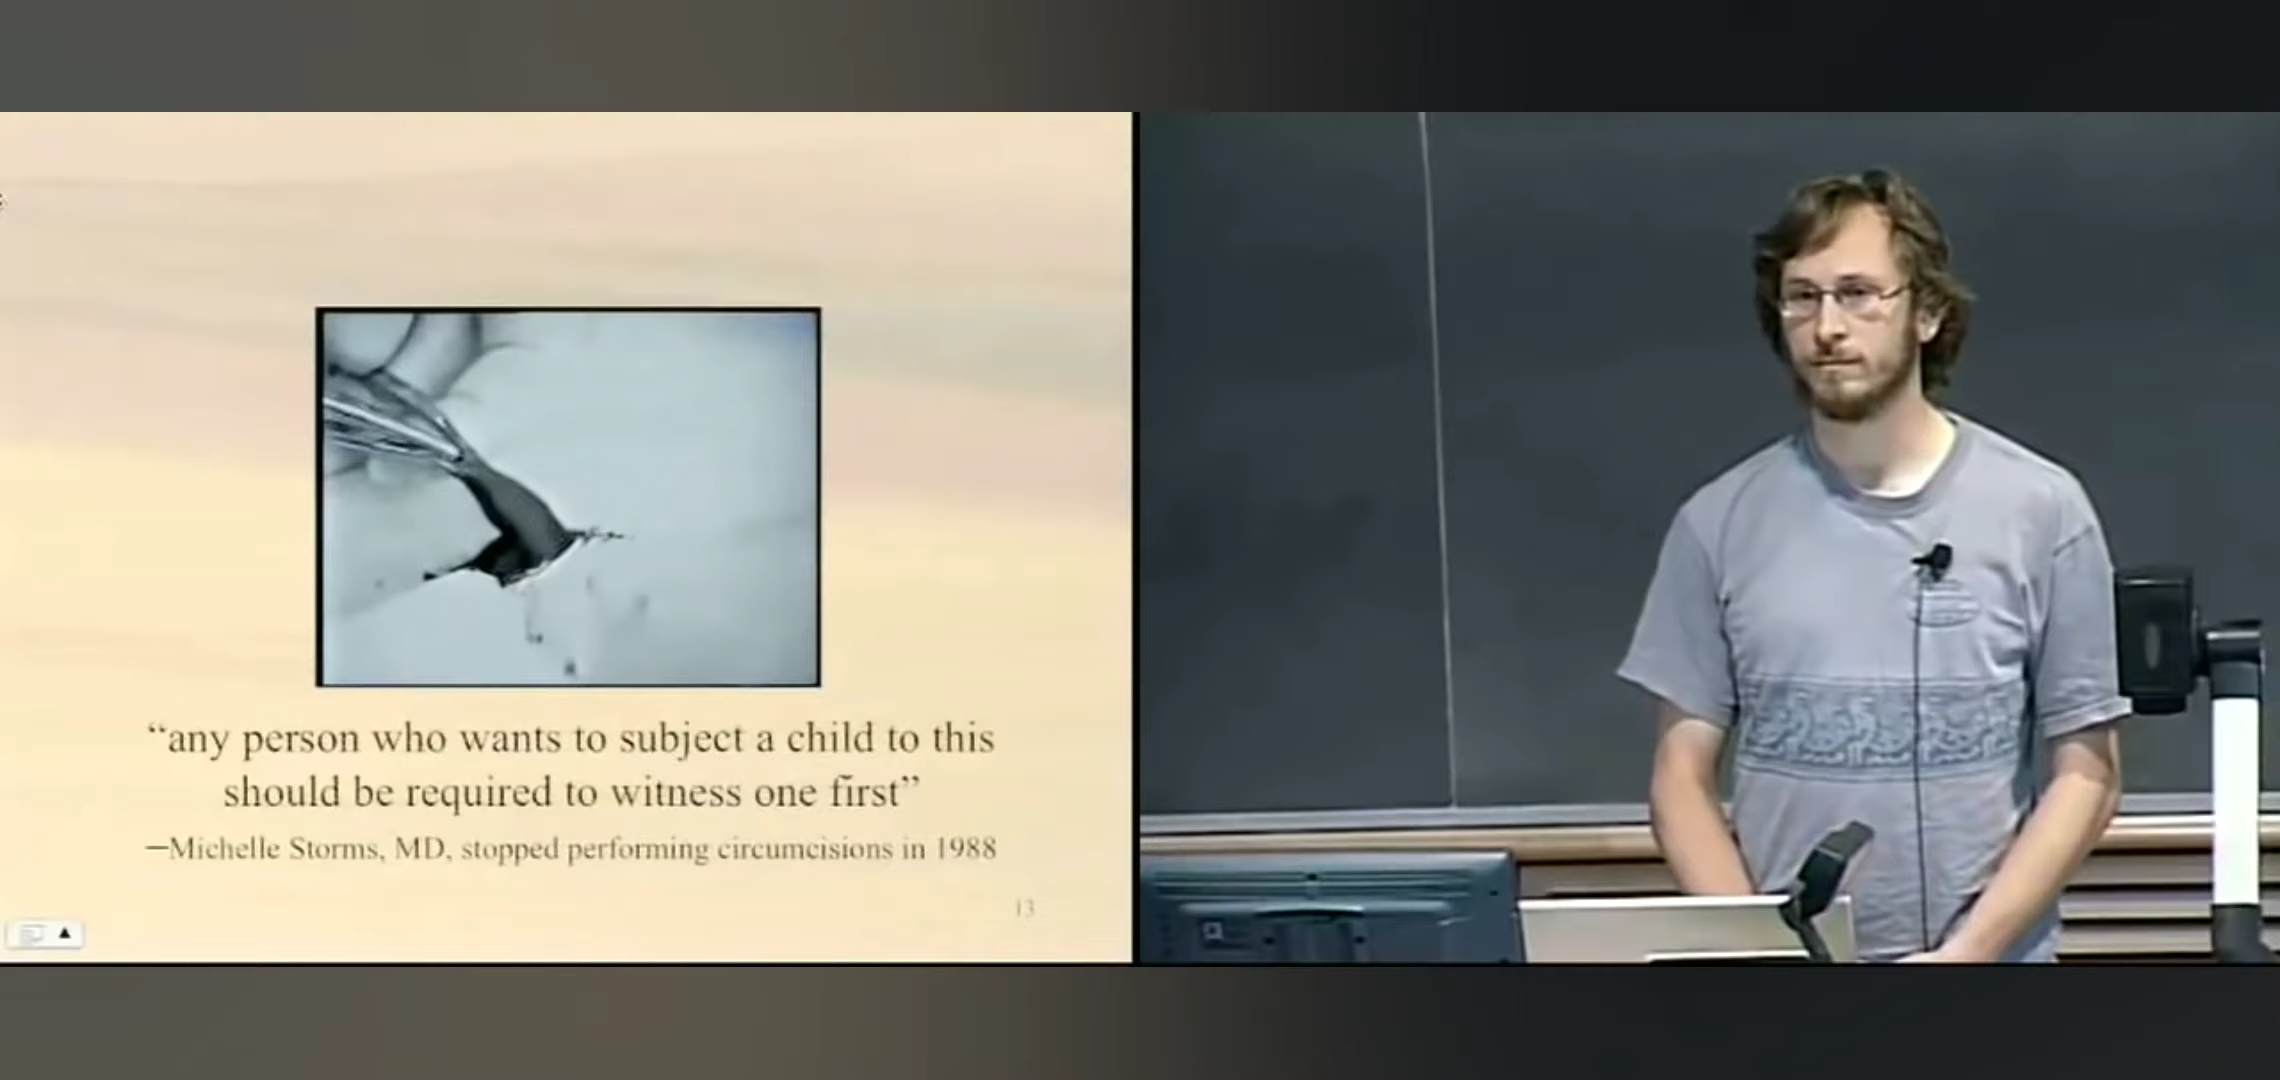 “any person who wants to subject a child to this
should be required to witness one first”
—Michelle Storms, MD, stopped performing circumcisions in 1988
13